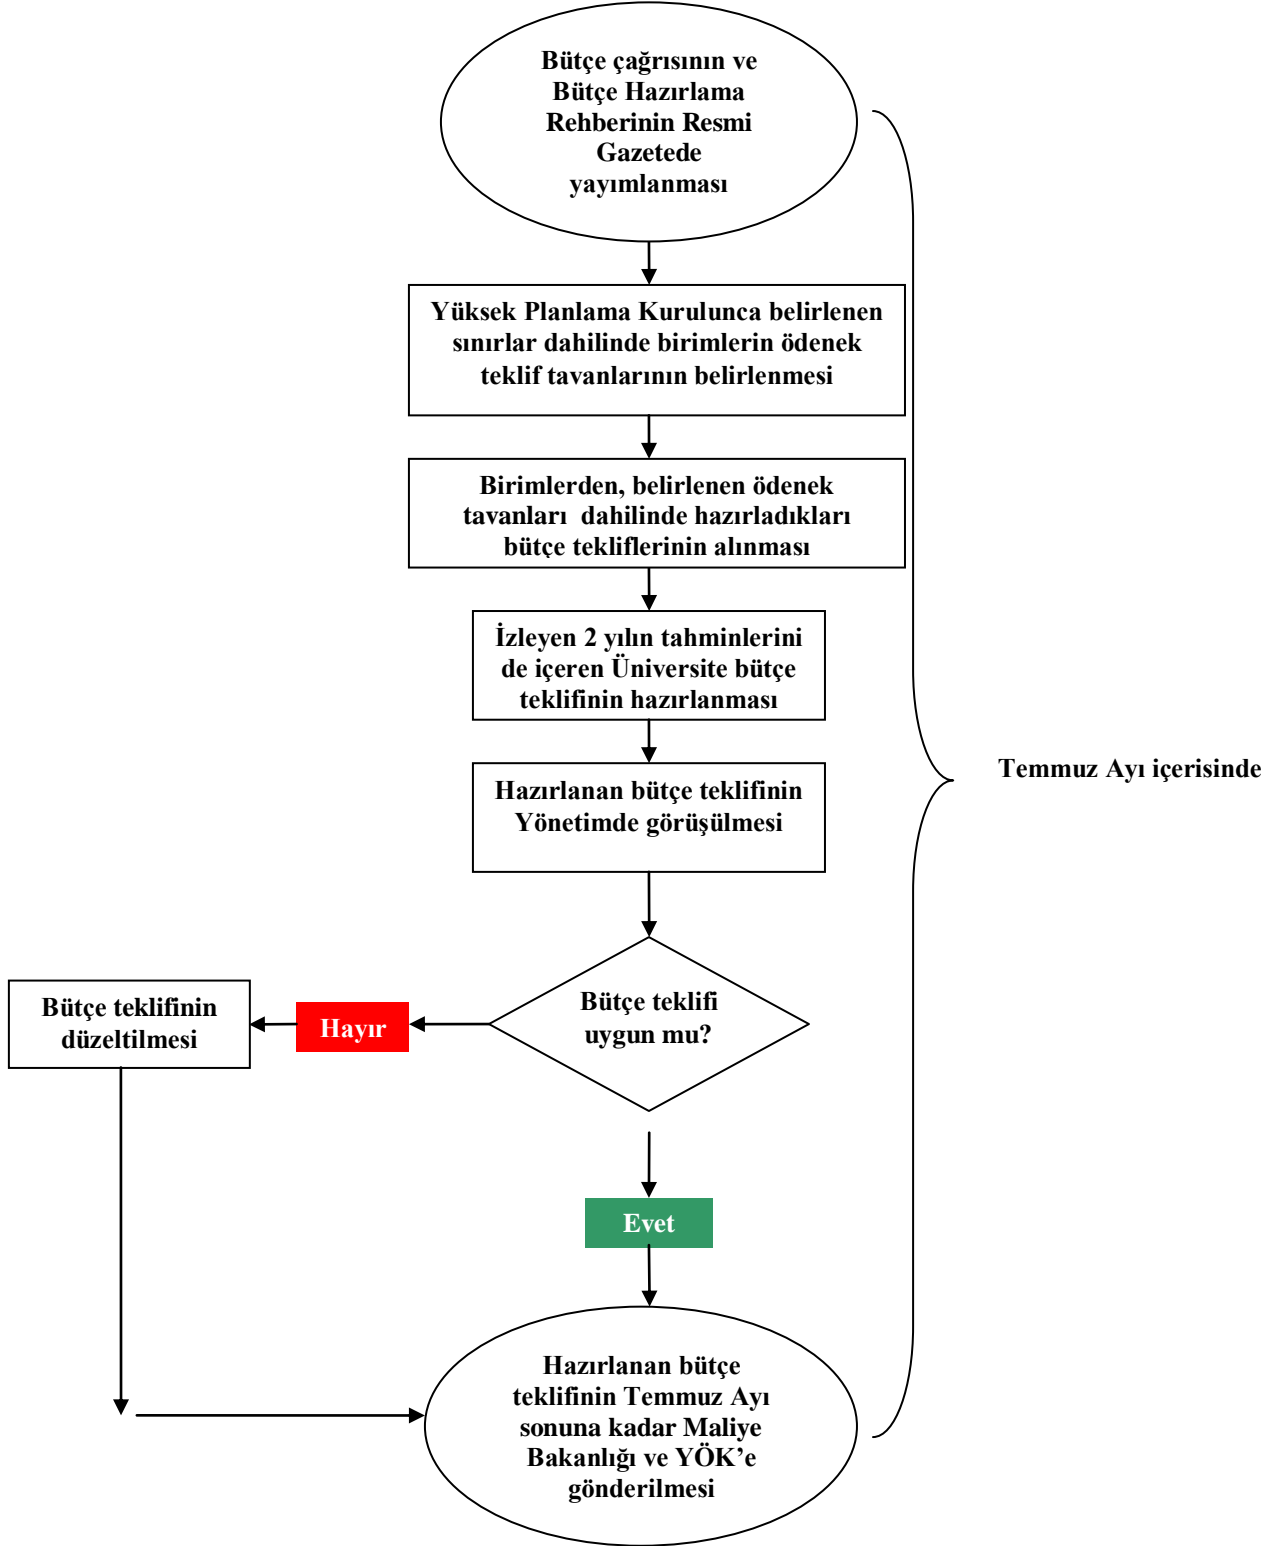 Bütçe çağrısının ve
Bütçe Hazırlama
Rehberinin Resmi
Gazetede
yayımlanması
Yüksek Planlama Kurulunca belirlenen
sınırlar dahilinde birimlerin ödenek
teklif tavanlarının belirlenmesi
Birimlerden, belirlenen ödenek
tavanları dahilinde hazırladıkları
bütçe tekliflerinin alınması
İzleyen 2 yılın tahminlerini
de içeren Üniversite bütçe
teklifinin hazırlanması
Temmuz Ayı içerisinde
Hazırlanan bütçe teklifinin
Yönetimde görüşülmesi
Bütçe teklifi
uygun mu?
Hayır
Bütçe teklifinin
düzeltilmesi
Evet
Hazırlanan bütçe
teklifinin Temmuz Ayı
sonuna kadar Maliye
Bakanlığı ve YÖK’e
gönderilmesi